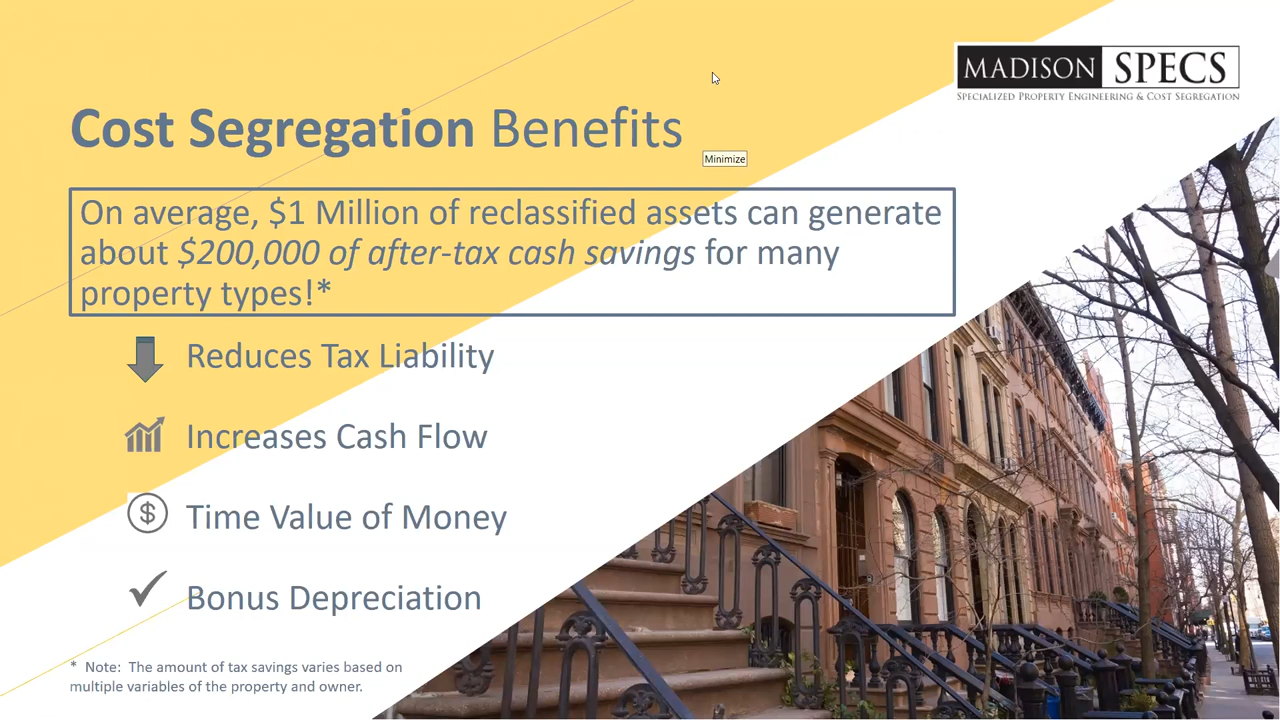 MADISON SPECS
SPECIALIZED PROPERTY ENGINEERING & COST SEGREGATION
Cost Segregation Benefits
Minimize
On average, $1 Million of reclassified assets can generate
about $200,000 of after-tax cash savings for many
property types!*
Reduces Tax Liability
Increases Cash Flow
$
Time Value of Money
Bonus Depreciation
* Note: The amount of tax savings varies based on
multiple variables of the property and owner.